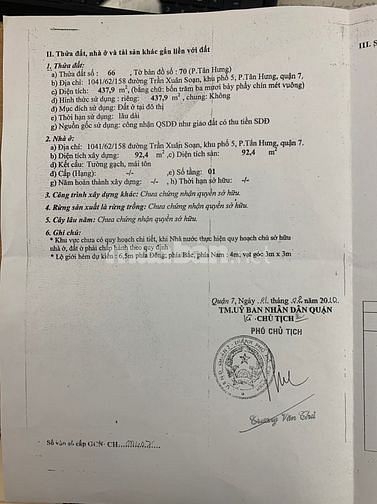 II. Thửa đất, nhà ở và tài sản khác gắn liền với đất
1. Thửa đất:
a) Thửa đất số: 66 , Tờ bản đồ số: 70 (P.Tân Hưng)
b) Địa chỉ: 1041/62/158 đường Trần Xuân Soạn, khu phố 5, P.Tân Hưng, quận 7.
c) Diện tích: 437,9 m², (bằng chữ: bốn trăm ba mươi bảy phẩy chín mét vuông)
d) Hình thức sử dụng : riêng: 437,9 m², chung: Không
đ) Mục đích sử dụng: Đất ở tại đô thị
e) Thời hạn sử dụng: lâu dài
g) Nguồn gốc sử dụng: công nhận QSDĐ như giao đất có thu tiền SDĐ
2. Nhà ở:
a) Địa chỉ: 1041/62/158 đường Trần Xuân Soạn, khu phố 5, P.Tân Hưng, quận 7.
b) Diện tích xây dựng: 92,4 m² ,c) Diện tích sàn: 92,4 m²
d) Kết cấu: Tường gạch, mái tôn
đ) Cấp (Hạng): -/- ,e) Số tầng: 01
g) Năm hoàn thành xây dựng: -/- , h) Thời hạn sở hữu: -/-
3. Công trình xây dựng khác: Chưa chứng nhận quyền sở hữu.
4. Rừng sản xuất là rừng trồng: Chưa chứng nhận quyền sở hữu.
5. Cây lâu năm: Chưa chứng nhận quyền sở hữu.
6. Ghi chú:
* Khu vực chưa có quy hoạch chi tiết, khi Nhà nước thực hiện quy hoạch chủ sở hữu
nhà ở, đất ở phải chấp hành theo quy định
* Lộ giới hẻm dự kiến : 6,5m phía Đông; phía Bắc, phía Nam : 4m; vạt góc 3m x 3m
Quận 7, Ngày tháng năm 2010
TM.UỶ BAN NHÂN DÂN QUẬN
CHỦ TỊCH
PHÓ CHỦ TỊCH
Trương Văn Thử
Số vào sổ cấp GCN: CH
III. S